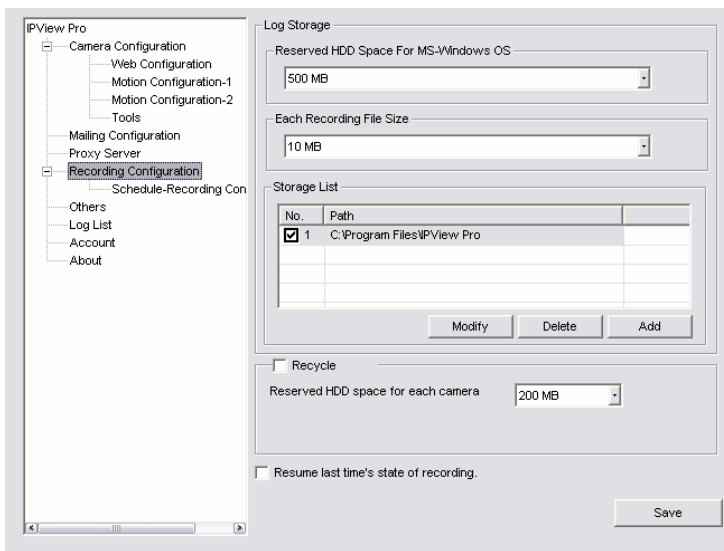 IPView Pro
Camera Configuration
Web Configuration
Motion Configuration-1
Motion Configuration-2
Tools
Mailing Configuration
Proxy Server
Recording Configuration
Schedule-Recording Con
Others
Log List
Account
About
Log Storage
Reserved HDD Space For MS-Windows OS
500 MB
Each Recording File Size
10 MB
Storage List
No. Path
1 C:\Program Files\IPView Pro
Modify Delete Add
Recycle
Reserved HDD space for each camera 200 MB
Resume last time's state of recording.
Save